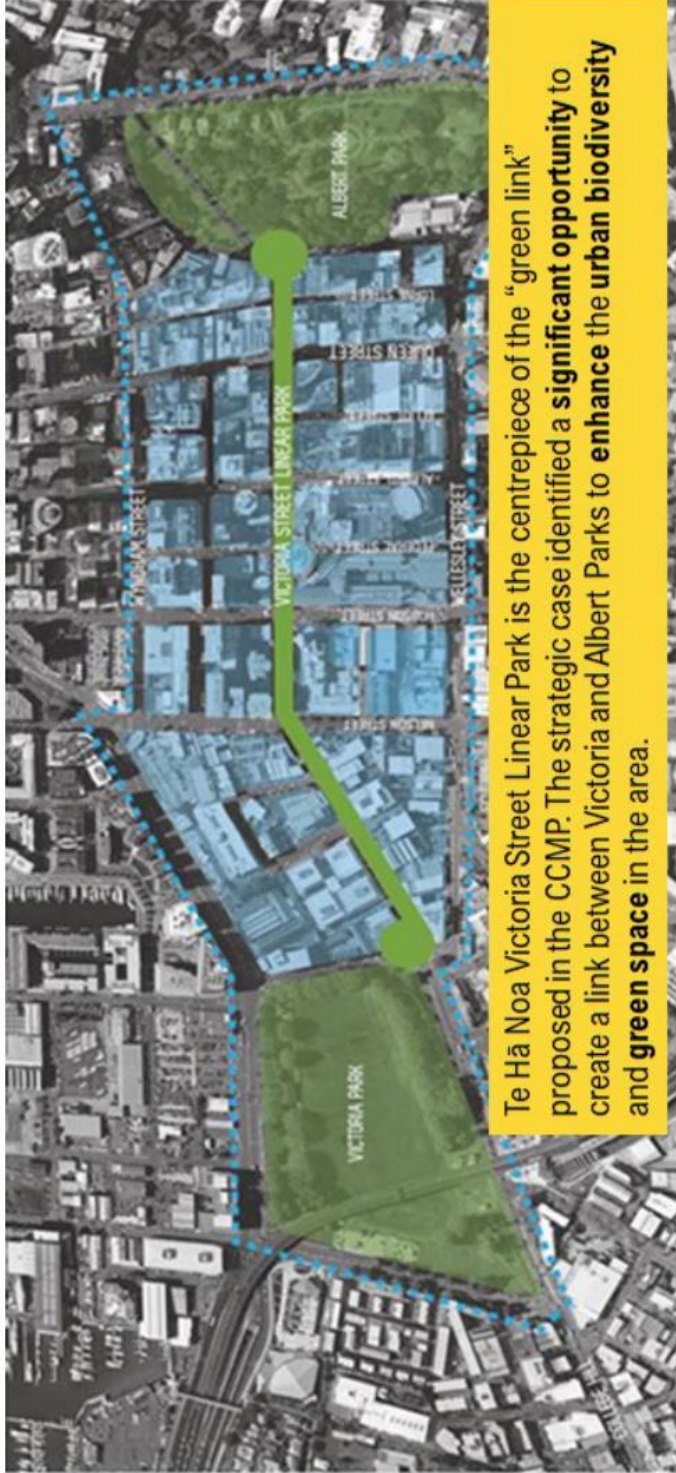 ALBERT PARK
LORNE STREET
QUEEN STREET
WYNDHAM STREET
VICTORIA STREET LINEAR PARK
FEDERAL STREET
WELLESLEY STREET
HOBSON STREET
NELSON STREET
VICTORIA PARK
Te Hā Noa Victoria Street Linear Park is the centrepiece of the “green link”
proposed in the CCMP. The strategic case identified a significant opportunity to
create a link between Victoria and Albert Parks to enhance the urban biodiversity
and green space in the area.